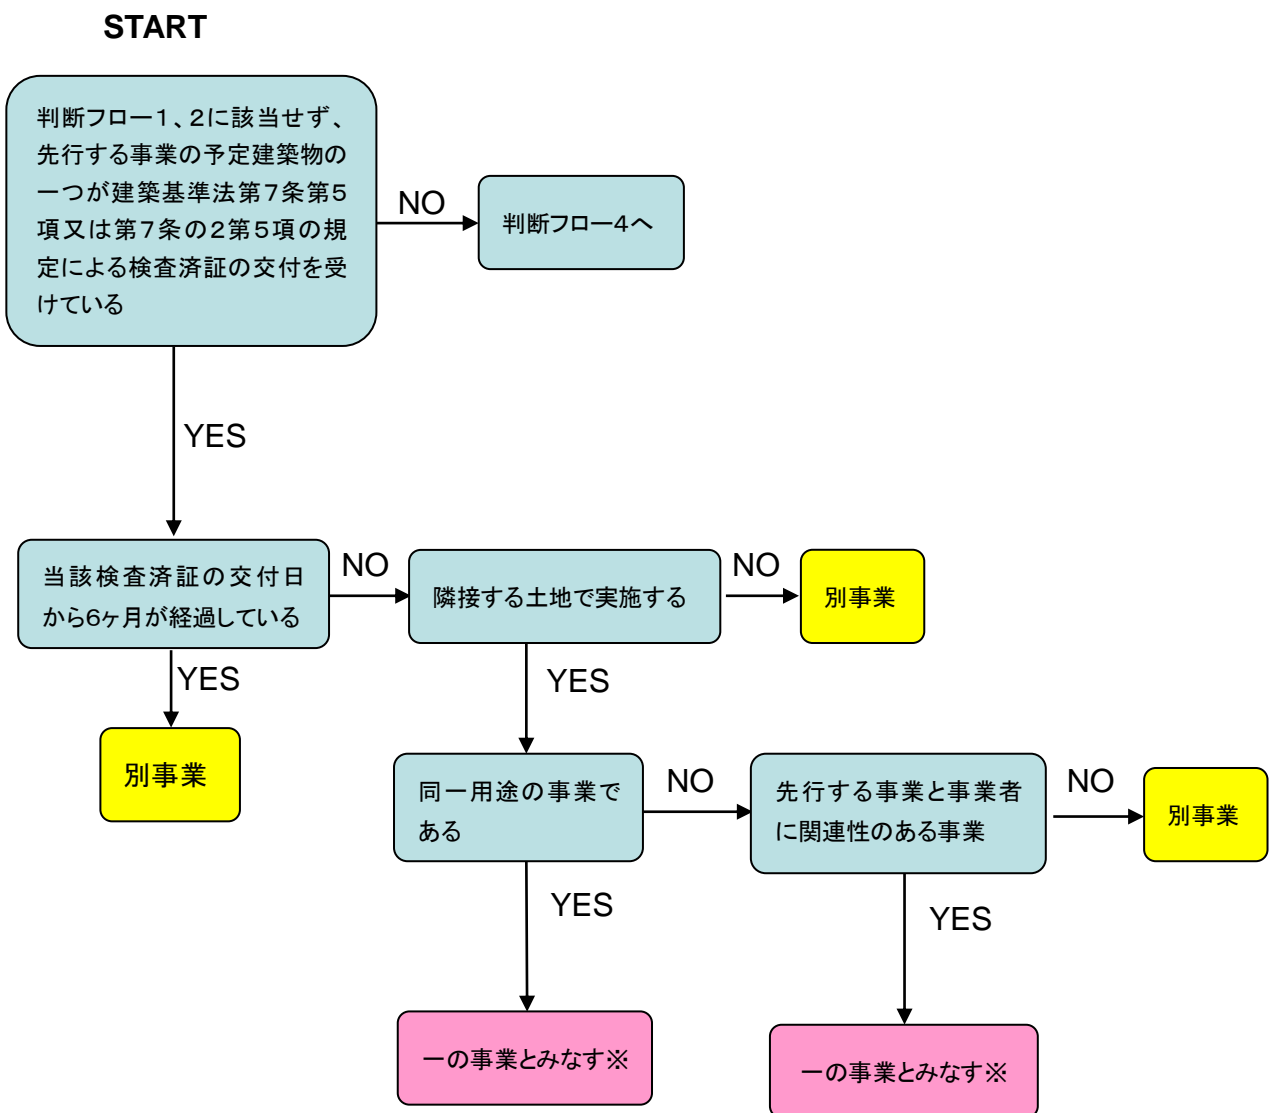 START
判断フロー1、2に該当せず、
先行する事業の予定建築物の
一つが建築基準法第7条第5
項又は第7条の2第5項の規
定による検査済証の交付を受
けている
NO
判断フロー4へ
YES
当該検査済証の交付日
から6ヶ月が経過している
NO
隣接する土地で実施する
NO
別事業
YES
別事業
YES
同一用途の事業で
ある
NO
先行する事業と事業者
に関連性のある事業
NO
別事業
YES
一の事業とみなす※
YES
一の事業とみなす※